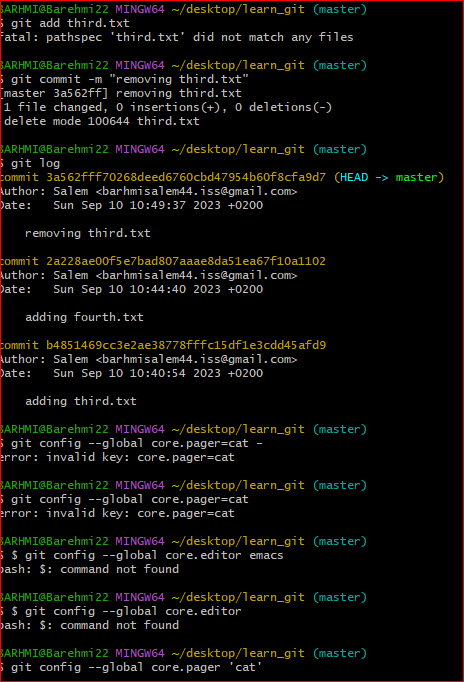 BARHMI@Barehmi22 MINGW64 ~/desktop/learn_git (master)
$ git add third.txt
fatal: pathspec 'third.txt' did not match any files
BARHMI@Barehmi22 MINGW64 ~/desktop/learn_git (master)
$ git commit -m "removing third.txt"
[master 3a562ff] removing third.txt
1 file changed, 0 insertions(+), 0 deletions(-)
delete mode 100644 third.txt
BARHMI@Barehmi22 MINGW64 ~/desktop/learn_git (master)
$ git log
commit 3a562fff70268deed6760cbd47954b60f8cfa9d7 (HEAD -> master)
Author: Salem <barhmisalem44.iss@gmail.com>
Date:   Sun Sep 10 10:49:37 2023 +0200
removing third.txt
commit 2a228ae00f5e7bad807aaae8da51ea67f10a1102
Author: Salem <barhmisalem44.iss@gmail.com>
Date:   Sun Sep 10 10:44:40 2023 +0200
adding fourth.txt
commit b4851469cc3e2ae38778fffc15df1e3cdd45afd9
Author: Salem <barhmisalem44.iss@gmail.com>
Date:   Sun Sep 10 10:40:54 2023 +0200
adding third.txt
BARHMI@Barehmi22 MINGW64 ~/desktop/learn_git (master)
$ git config --global core.pager=cat -
error: invalid key: core.pager=cat
BARHMI@Barehmi22 MINGW64 ~/desktop/learn_git (master)
$ git config --global core.pager=cat
error: invalid key: core.pager=cat
BARHMI@Barehmi22 MINGW64 ~/desktop/learn_git (master)
$ $ git config --global core.editor emacs
bash: $: command not found
BARHMI@Barehmi22 MINGW64 ~/desktop/learn_git (master)
$ $ git config --global core.editor
bash: $: command not found
BARHMI@Barehmi22 MINGW64 ~/desktop/learn_git (master)
$ git config --global core.pager 'cat'